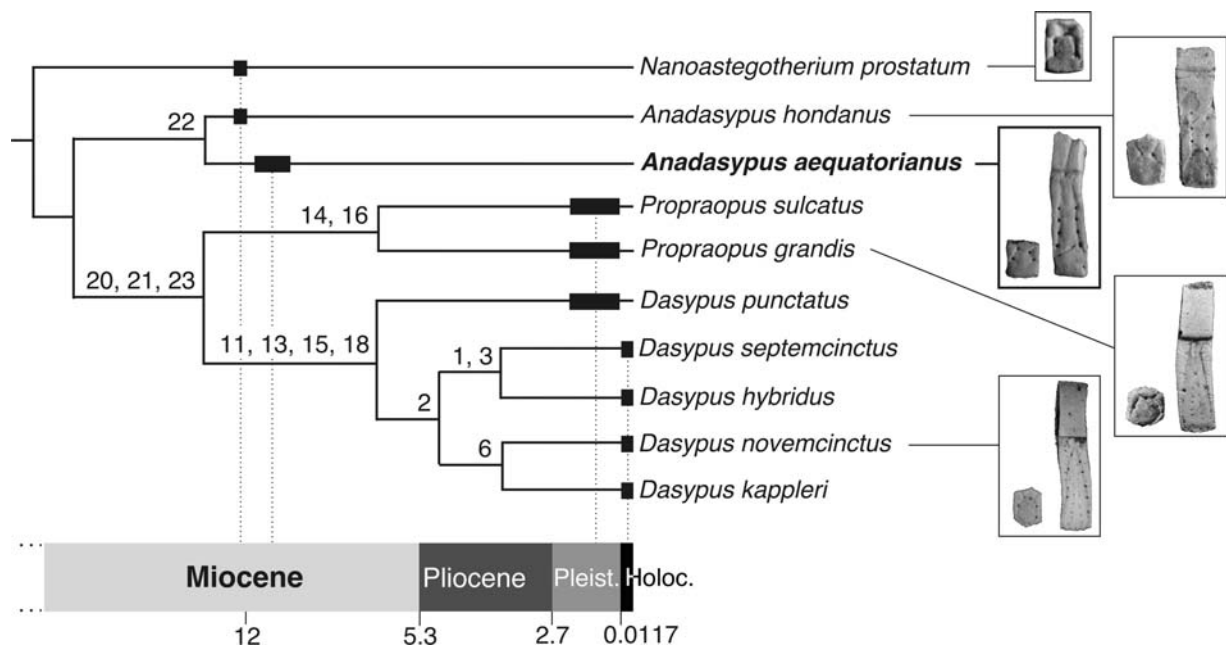 Nanoastegotherium prostatum
22
Anadasypus hondanus
Anadasypus aequatorianus
14, 16
Propraopus sulcatus
Propraopus grandis
20, 21, 23
Dasypus punctatus
11, 13, 15, 18
1, 3
Dasypus septemcinctus
2
Dasypus hybridus
6
Dasypus novemcinctus
Dasypus kappleri
... Miocene Pliocene Pleist. Holoc.
... 12 5.3 2.7 0.0117